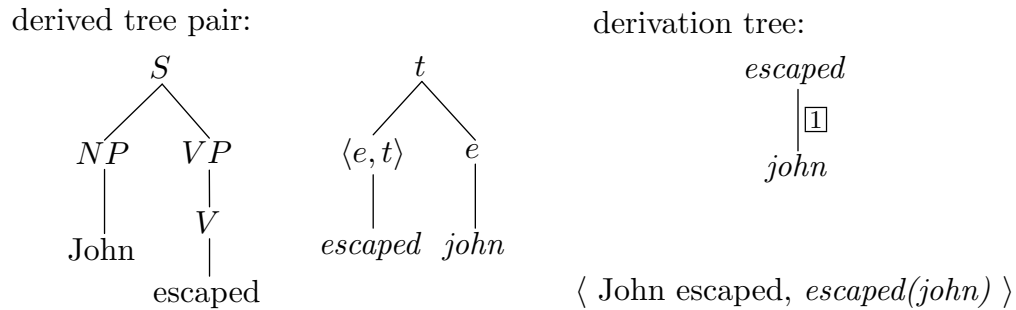 derived tree pair:
derivation tree:
S
t
escaped
1
NP
VP
⟨e, t⟩
e
john
V
John
escaped
john
escaped
⟨ John escaped, escaped(john) ⟩